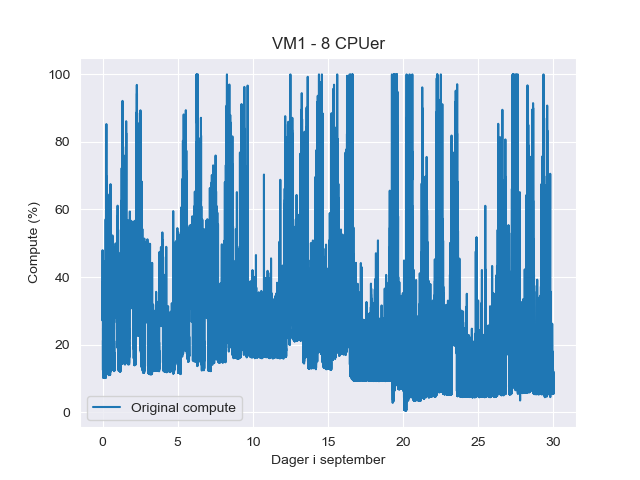 VM1 - 8 CPUer
Compute (%)
100
80
60
40
20
0
Original compute
0 5 10 15 20 25 30
Dager i september